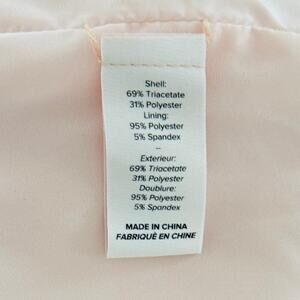 Shell:
69% Triacetate
31% Polyester
Lining:
95% Polyester
5% Spandex
Exterieur:
69% Triacetate
31% Polyester
Doublure:
95% Polyester
5% Spandex
MADE IN CHINA
FABRIQUÉ EN CHINE